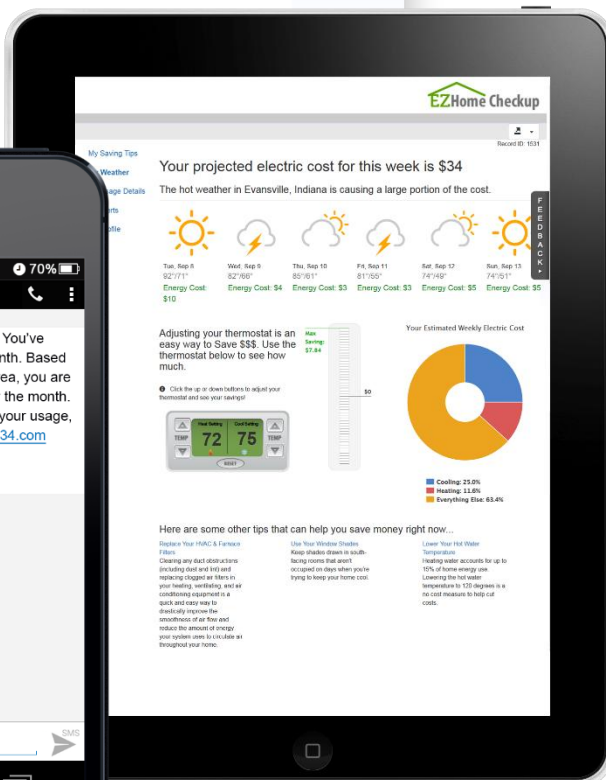 EZHome Checkup
Record ID: 1531
My Saving Tips
Weather
age Details
rts
ofile
Your projected electric cost for this week is $34
The hot weather in Evansville, Indiana is causing a large portion of the cost.
FEEDBACK
Tue, Sep 8
92°/71°
Energy Cost:
$10
Wed, Sep 9
82°/66°
Energy Cost: $4
Thu, Sep 10
85°/61°
Energy Cost: $3
Fri, Sep 11
81°/55°
Energy Cost: $3
Sat, Sep 12
74°/49°
Energy Cost: $5
Sun, Sep 13
74°/51°
Energy Cost: $5
Adjusting your thermostat is an
easy way to Save $$$. Use the
thermostat below to see how
much.
Click the up or down buttons to adjust your
thermostat and see your savings!
Heat Setting
Cool Setting
TEMP
72
75
TEMP
RESET
Max
Saving:
$7.84
$0
Your Estimated Weekly Electric Cost
Cooling: 25.0%
Heating: 11.6%
Everything Else: 63.4%
Here are some other tips that can help you save money right now...
Replace Your HVAC & Furnace
Filters
Clearing any duct obstructions
(including dust and lint) and
replacing clogged air filters in
your heating, ventilating, and air
conditioning equipment is a
quick and easy way to
drastically improve the
smoothness of air flow and
reduce the amount of energy
your system uses to circulate air
throughout your home.
Use Your Window Shades
Keep shades drawn in south-
facing rooms that aren't
occupied on days when you're
trying to keep your home cool.
Lower Your Hot Water
Temperature
Heating water accounts for up to
15% of home energy use.
Lowering the hot water
temperature to 120 degrees is a
no cost measure to help cut
costs.
70%
You've
nth. Based
ea, you are
the month.
your usage,
34.com
SMS